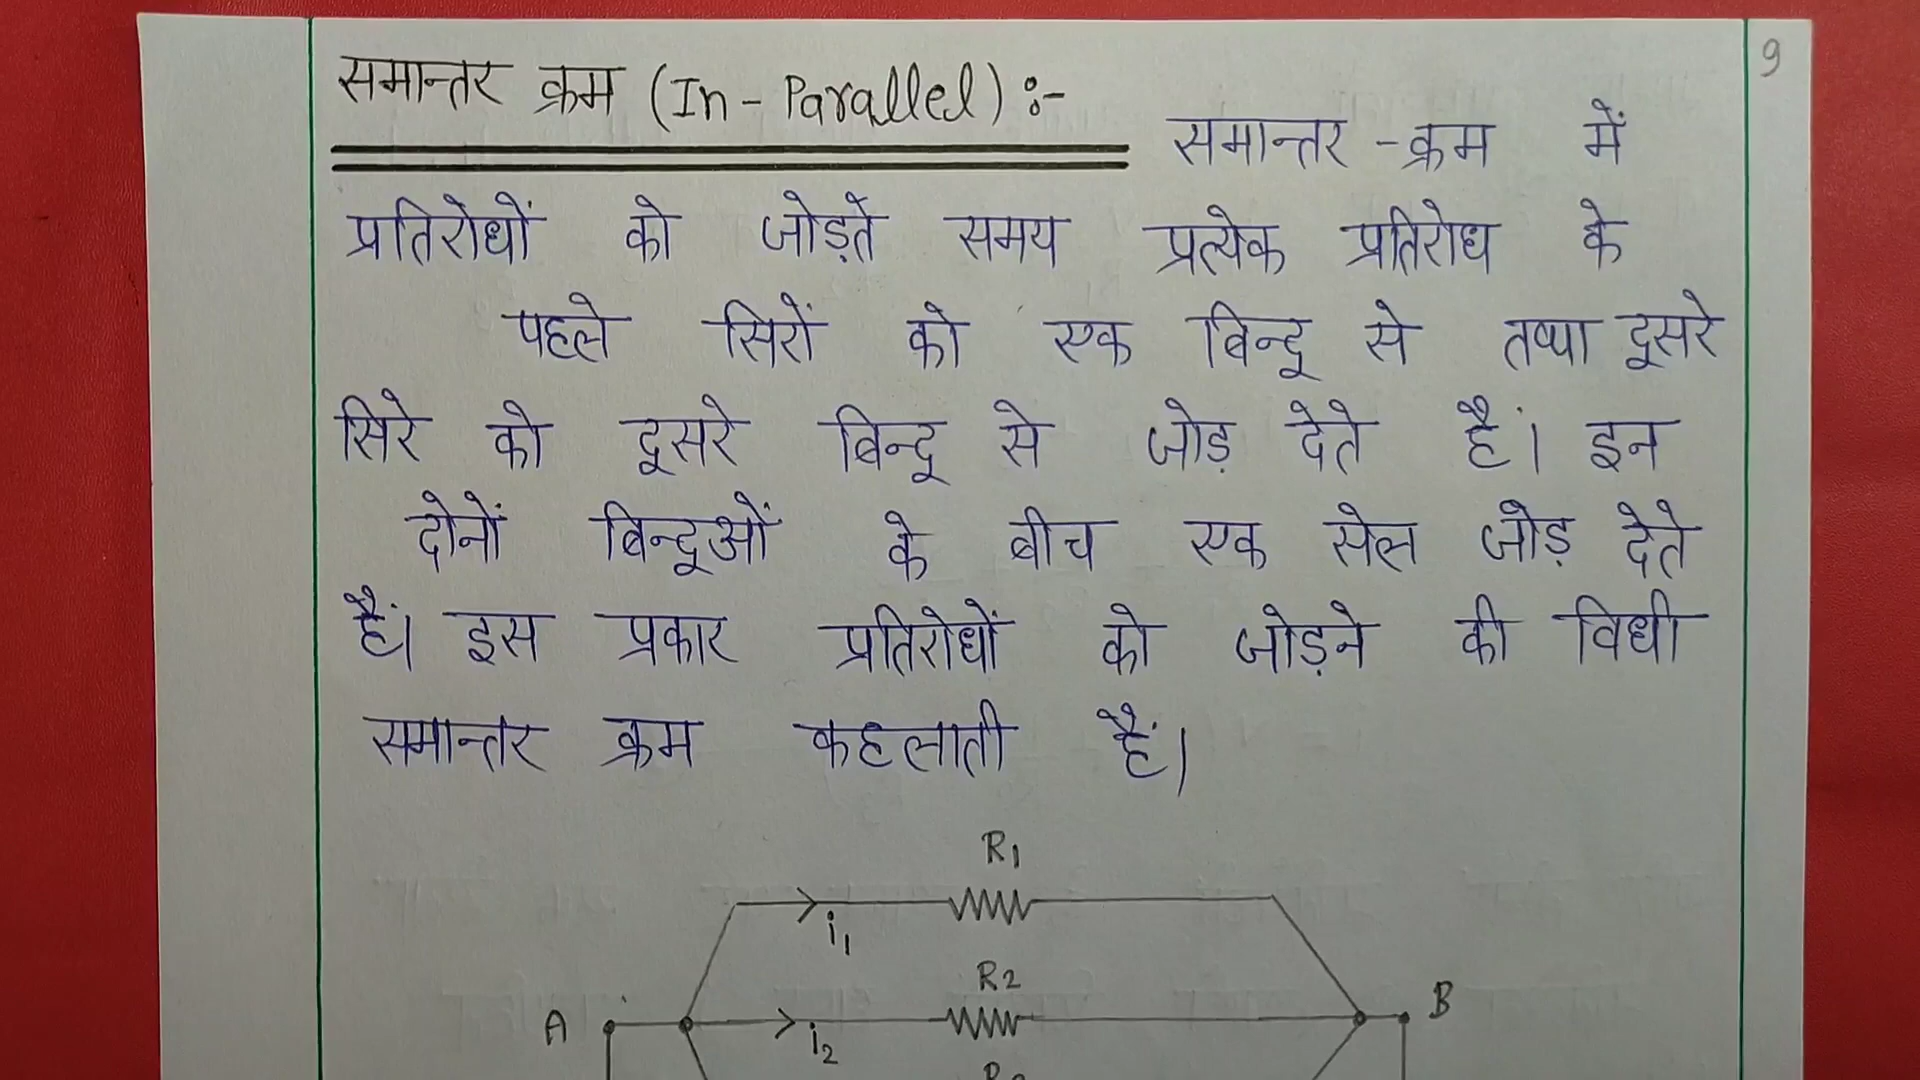 9
समान्तर क्रम (In - Parallel) :-
समान्तर - क्रम में
प्रतिरोधों को जोड़ते समय प्रत्येक प्रतिरोध के
पहले सिरों को एक बिन्दू से तथा दूसरे
सिरे को दूसरे बिन्दू से जोड़ देते हैं। इन
दोनों बिन्दूओं के बीच एक सेल जोड़ देते
हैं। इस प्रकार प्रतिरोधों को जोड़ने की विधी
समान्तर क्रम कहलाती हैं।
R1
i1
R2
A
B
i2